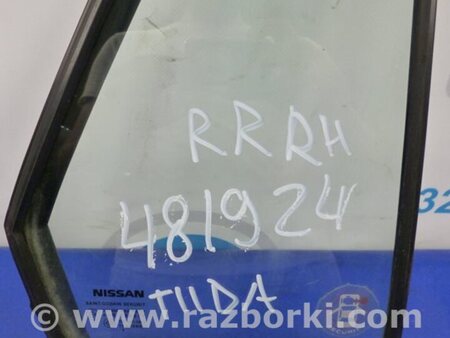 RRRH
481924
NISSAN
TIIDA
www.razborki.com